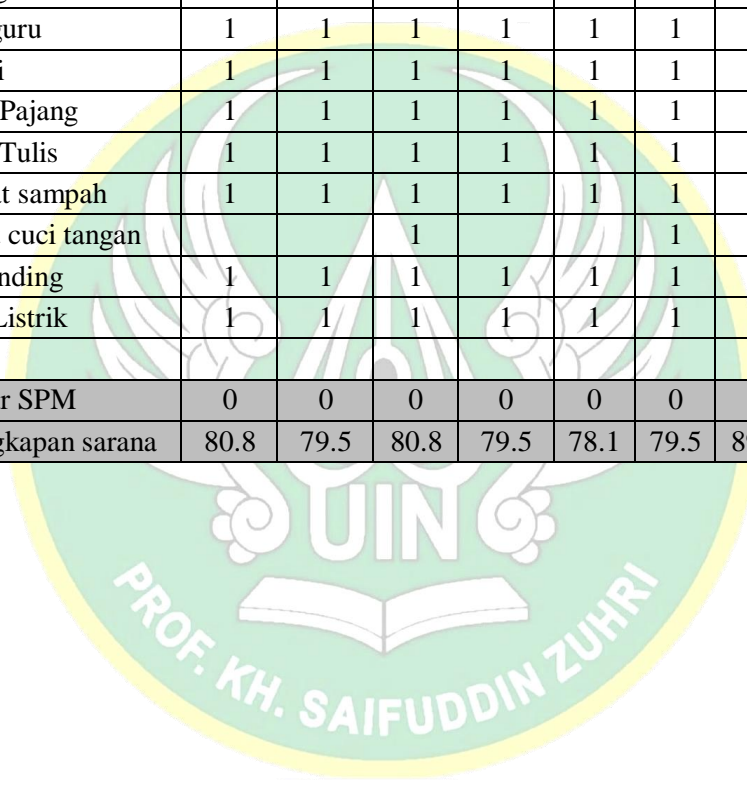 guru 1 1 1 1 1 1
i 1 1 1 1 1 1
Pajang 1 1 1 1 1 1
Tulis 1 1 1 1 1 1
at sampah 1 1 1 1 1 1
cuci tangan 1 1
nding 1 1 1 1 1 1
Listrik 1 1 1 1 1 1
r SPM 0 0 0 0 0 0
gkapan sarana 80.8 79.5 80.8 79.5 78.1 79.5 8
UIN
PROF. KH. SAIFUDDIN ZUHRI